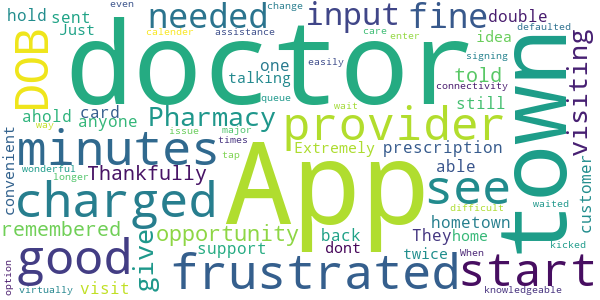 hold
sent
needed
input
fine
double
change
even
calender
assistance
care
enter
idea
defaulted
Just
DOB
doctor
town
visiting
one
talking
told
signing
easily
queue
connectivity
ahold
card
Pharmacy
provider
still
anyone
way
issue
major
wait
minutes
times
Extremely
prescription
convenient
wonderful
longer
Thankfully
tap
able
difficult
charged
App
see
customer
remembered
give
opportunity
back
They
home
hometown
waited
good
support
dont
twice
When
kicked
option
visit
frustrated
start
virtually
knowledgeable